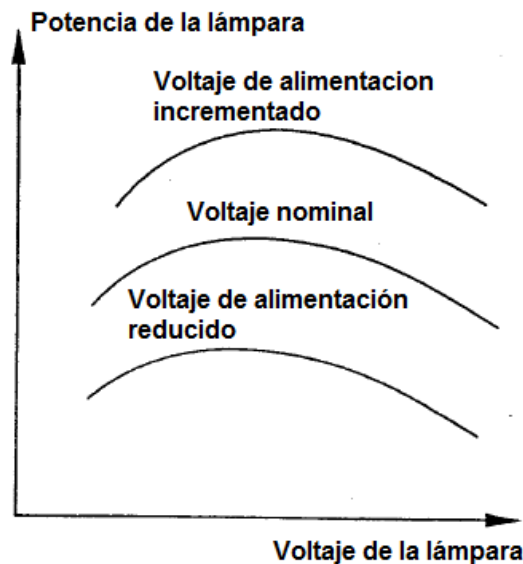 Potencia de la lámpara
Voltaje de alimentacion
incrementado
Voltaje nominal
Voltaje de alimentación
reducido
Voltaje de la lámpara